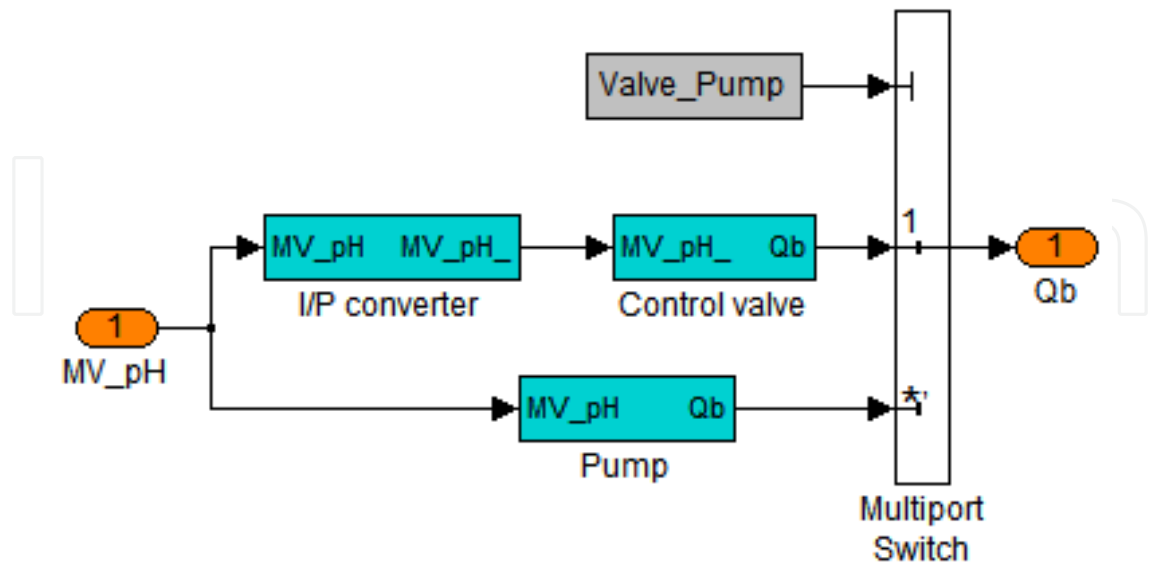 Valve_Pump
1
MV_pH MV_pH_
MV_pH_ Qb
1
I/P converter
Control valve
Qb
1
MV_pH
MV_pH Qb
*,
Pump
Multiport
Switch